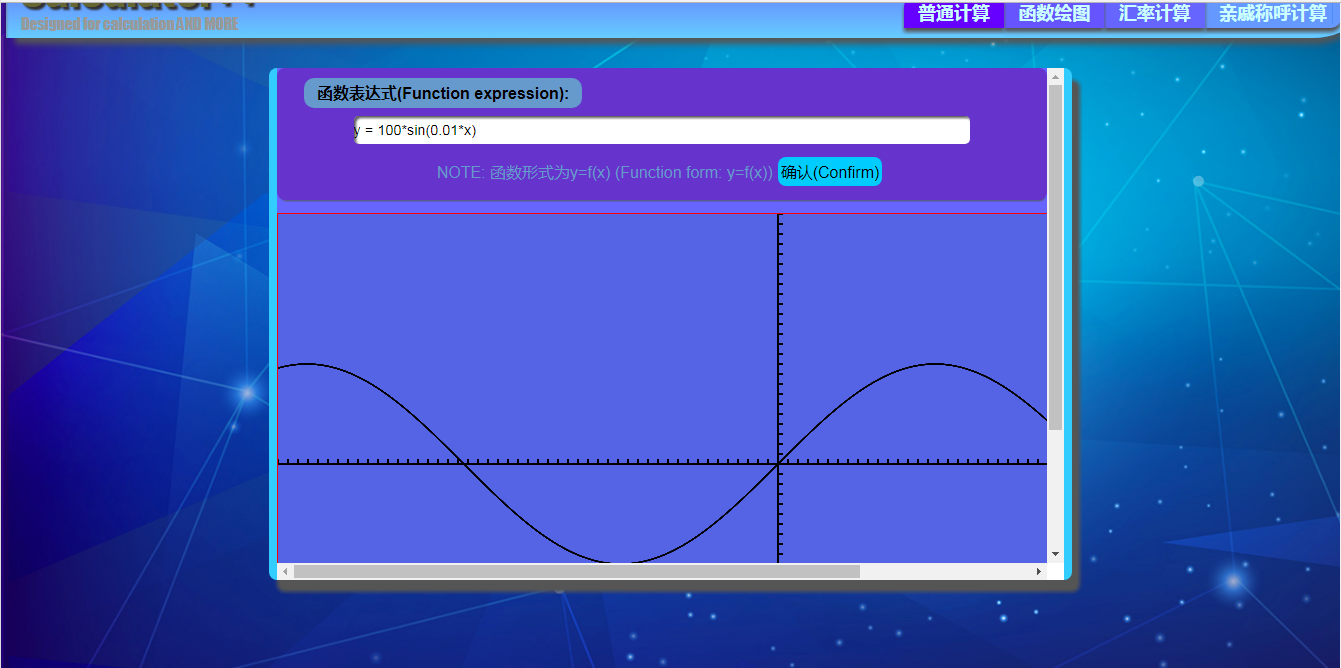 Designed for calculation AND MORE
普通计算 函数绘图 汇率计算 亲戚称呼计算
函数表达式(Function expression):
y = 100*sin(0.01*x)
NOTE: 函数形式为y=f(x) (Function form: y=f(x)) 确认(Confirm)